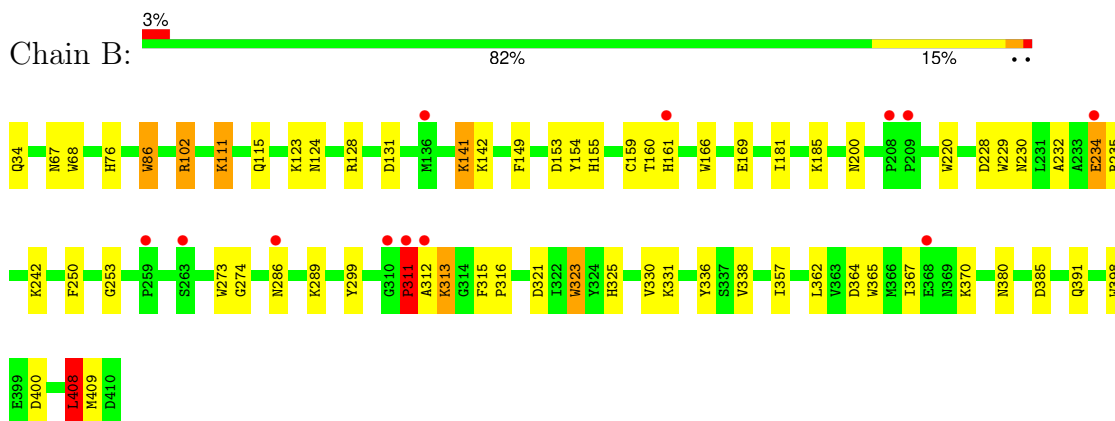 3%
Chain B:
82% 15% • •
Q34 N67 W68 H76 W86 R102 K111 Q115 K123 N124 R128 D131 M136 K141 K142 F149 D153 Y154 H155 C159 T160 H161 W166 E169 I181 K185 N200 P208 P209 W220 D228 W229 N230 L231 A232 A233 E234
K242 F250 G253 P259 S263 W273 G274 N286 K289 Y299 G310 P311 A312 K313 G314 F315 P316 D321 I322 W323 Y324 H325 V330 K331 Y336 S337 V338 I357 L362 V363 D364 W365 M366 I367 E368 N369 K370 N380 D385 Q391
E399 D400 L408 M409 D410